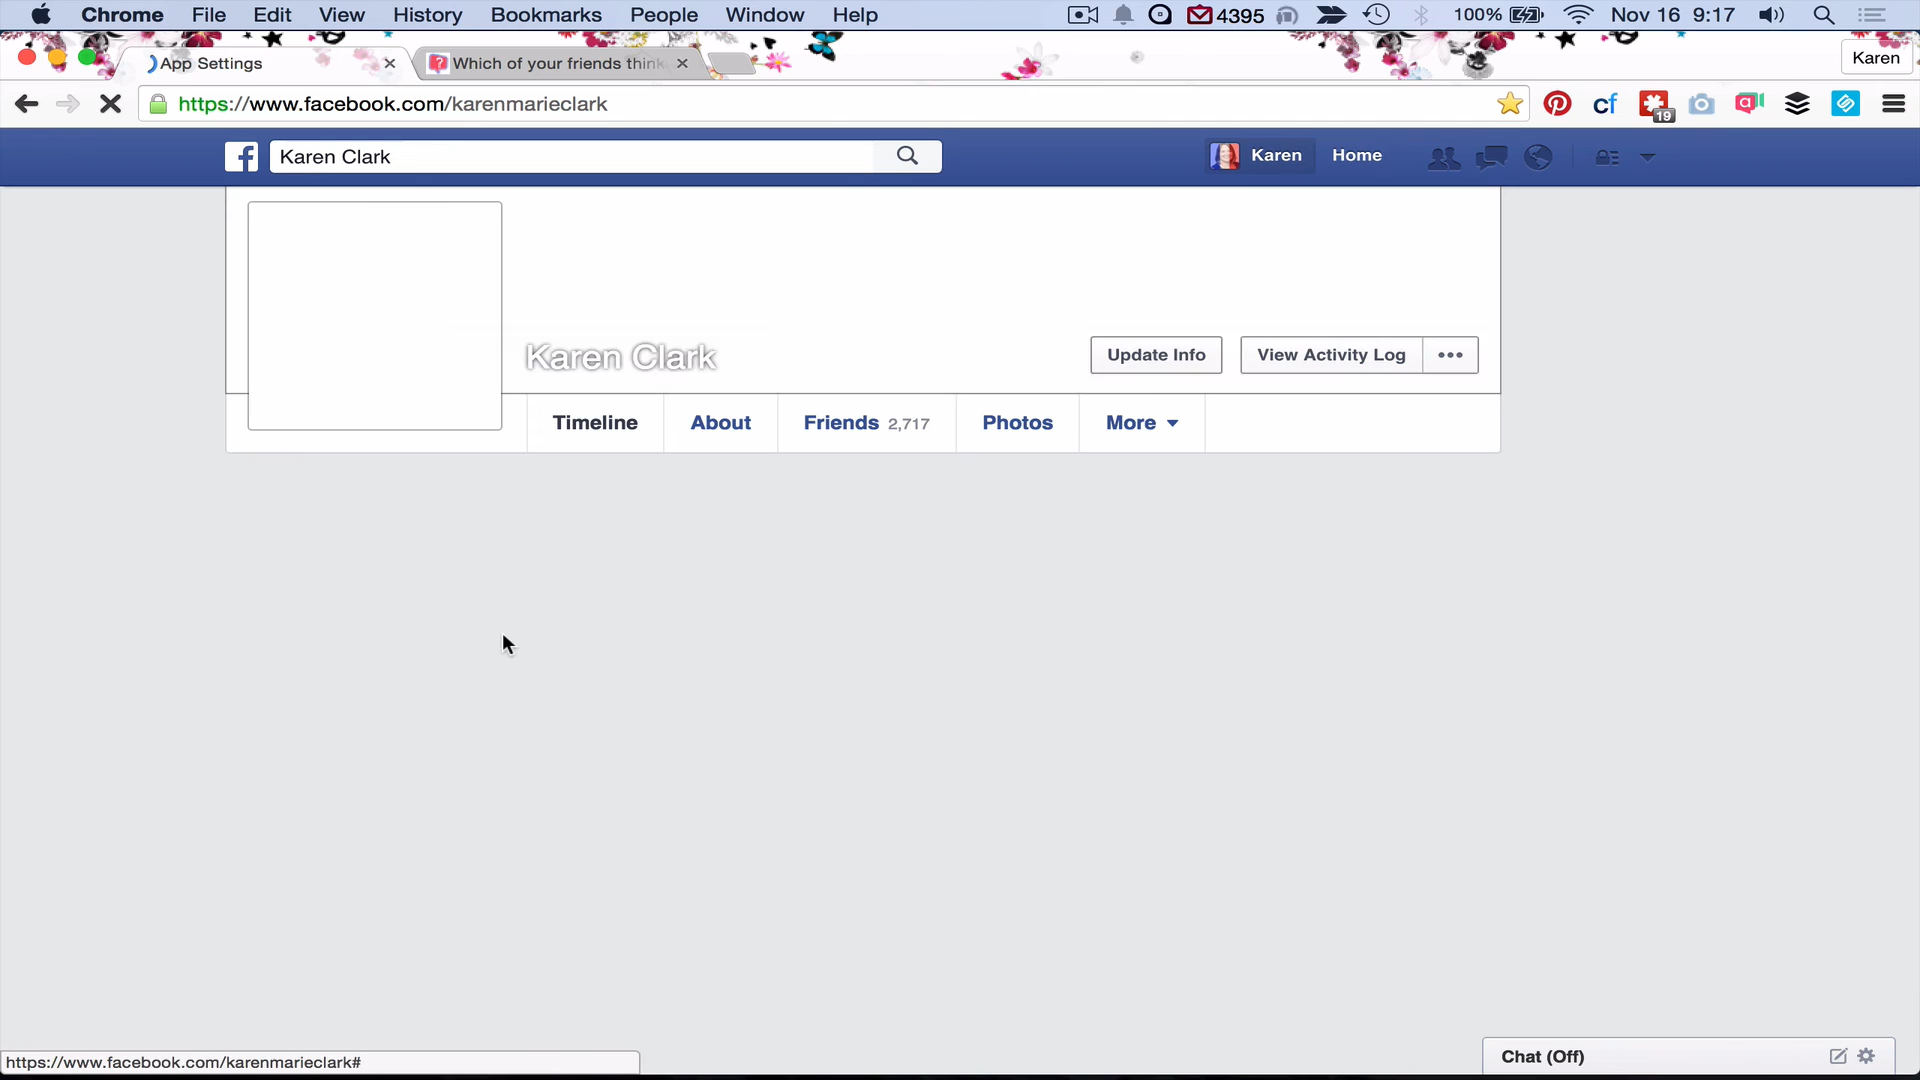 Chrome File Edit View History Bookmarks People Window Help 4395 100% Nov 16 9:17
App Settings Which of your friends think Karen
https://www.facebook.com/karenmarieclark cf 19
Karen Clark Karen Home
Karen Clark Update Info View Activity Log
Timeline About Friends 2,717 Photos More
https://www.facebook.com/karenmarieclark# Chat (Off)